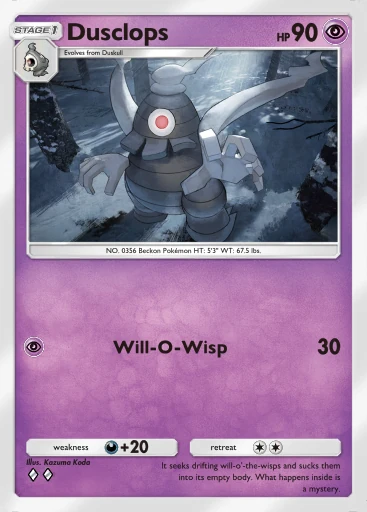 STAGE 1
Dusclops
HP 90
Evolves from Duskull
NO. 0356 Beckon Pokémon HT: 5'3" WT: 67.5 lbs.
Will-O-Wisp 30
weakness +20 retreat
Illus. Kazuma Koda
It seeks drifting will-o'-the-wisps and sucks them
into its empty body. What happens inside is
a mystery.